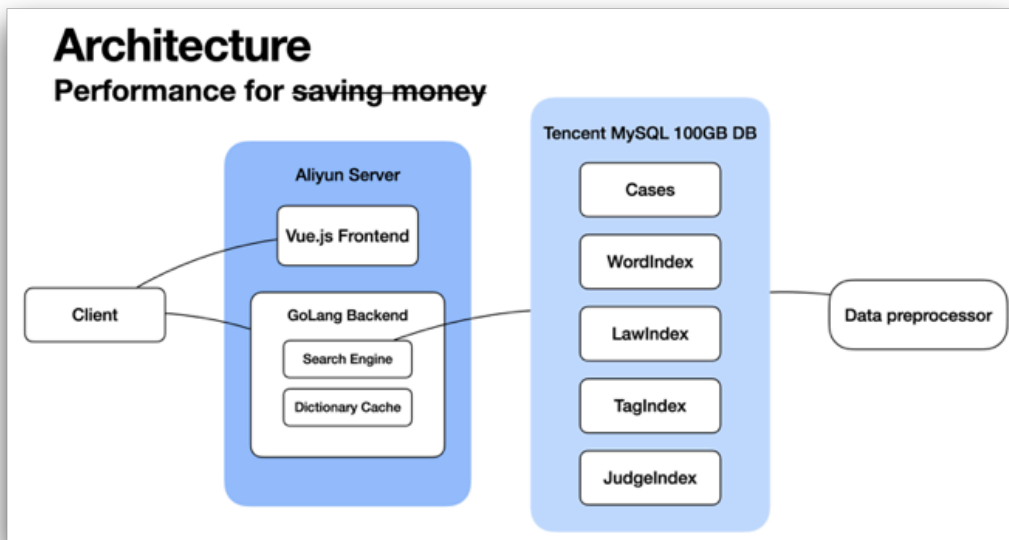 Architecture
Performance for saving money
Aliyun Server
Vue.js Frontend
Client
GoLang Backend
Search Engine
Dictionary Cache
Tencent MySQL 100GB DB
Cases
WordIndex
LawIndex
TagIndex
JudgeIndex
Data preprocessor